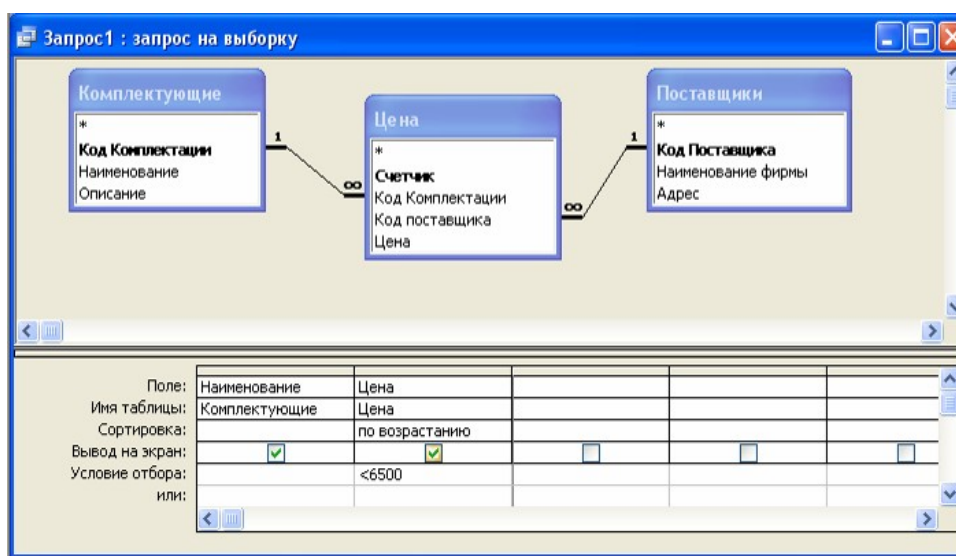 Запрос1 : запрос на выборку
Комплектующие
*
Код Комплектации
Наименование
Описание
1
∞
Цена
*
Счетчик
Код Комплектации
Код поставщика
Цена
∞
1
Поставщики
*
Код Поставщика
Наименование фирмы
Адрес
Поле: Наименование Цена
Имя таблицы: Комплектующие Цена
Сортировка: по возрастанию
Вывод на экран:
Условие отбора: <6500
или: